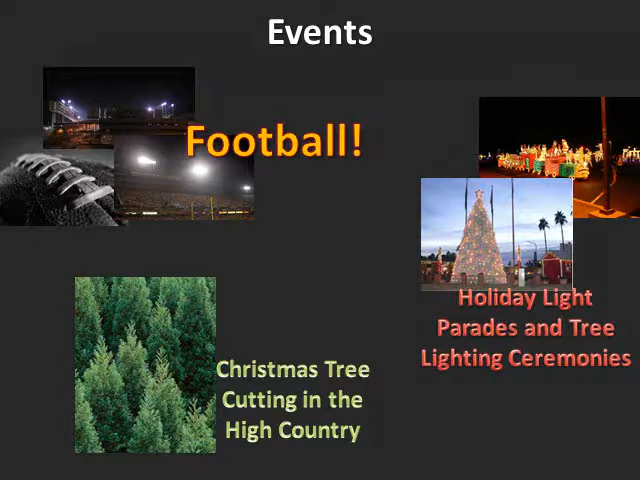 Events
Football!
Holiday Light
Parades and Tree
Lighting Ceremonies
Christmas Tree
Cutting in the
High Country